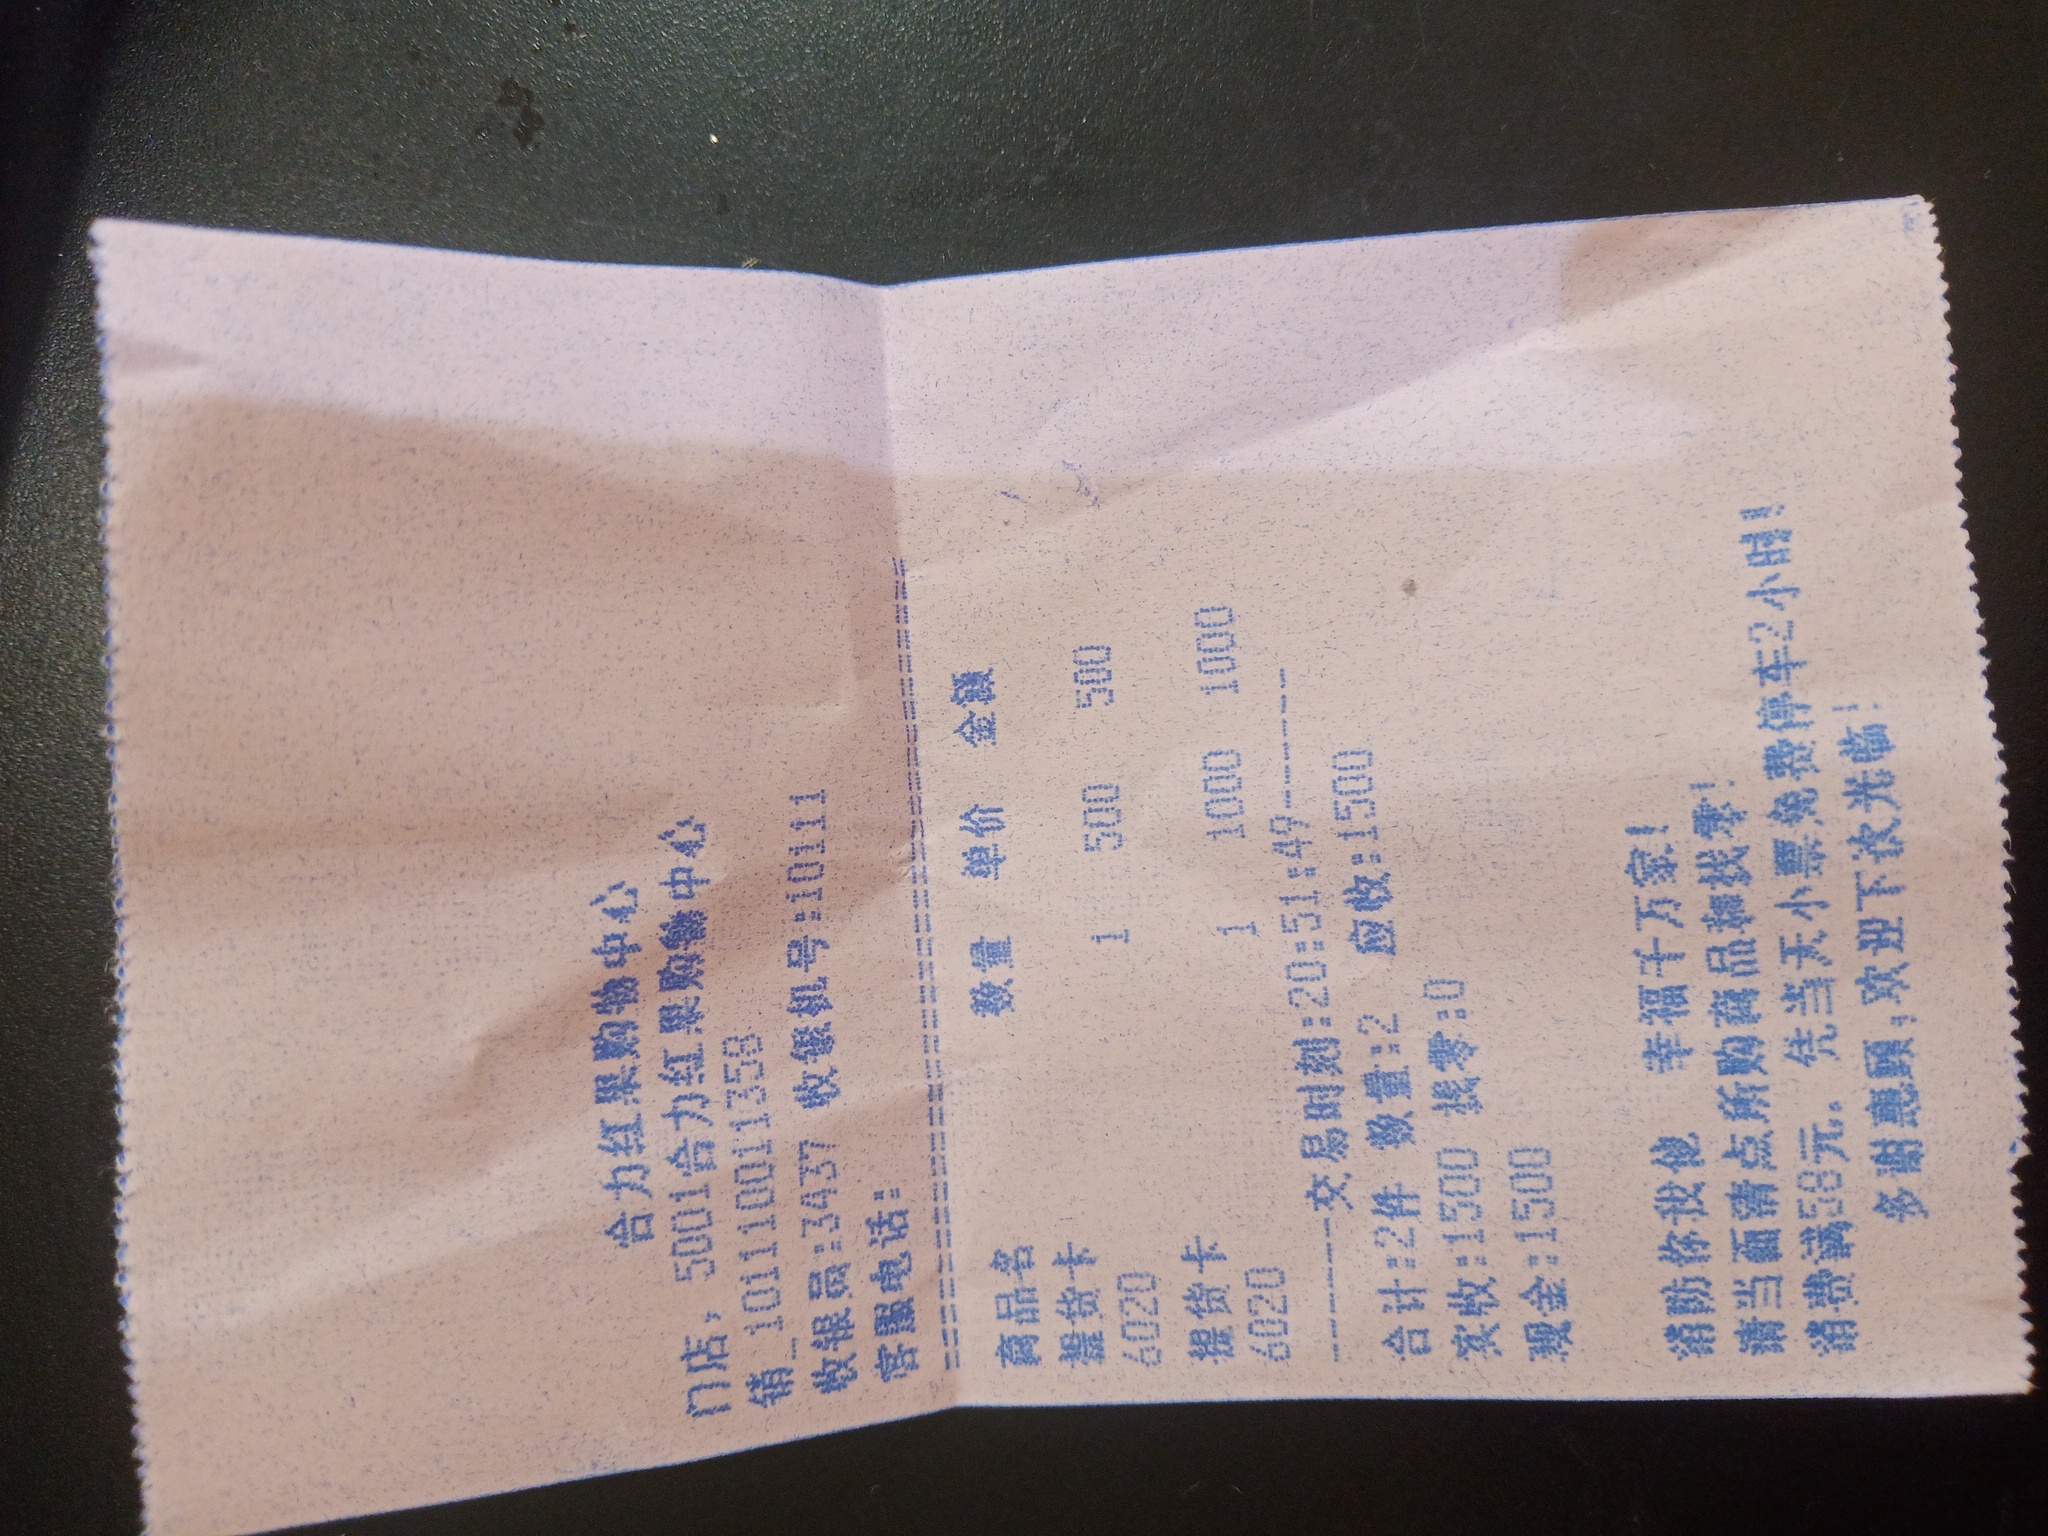 合力红果购物中心
门店: 5001合力红果购物中心
销_1011100011358
收银员:3437 收银机号:10111
客服电话:
========================================
商品名 数量 单价 金额
提货卡
6020 1 500 500
提货卡
6020 1 1000 1000
--------交易时刻:20:51:49--------
合计:2件 数量:2 应收:1500
实收:1500 找零:0
现金:1500
消防你我他 幸福千万家!
请当面清点所购商品和找零!
消费满58元。凭当天小票免费停车2小时!!
多谢惠顾;欢迎下次光临!